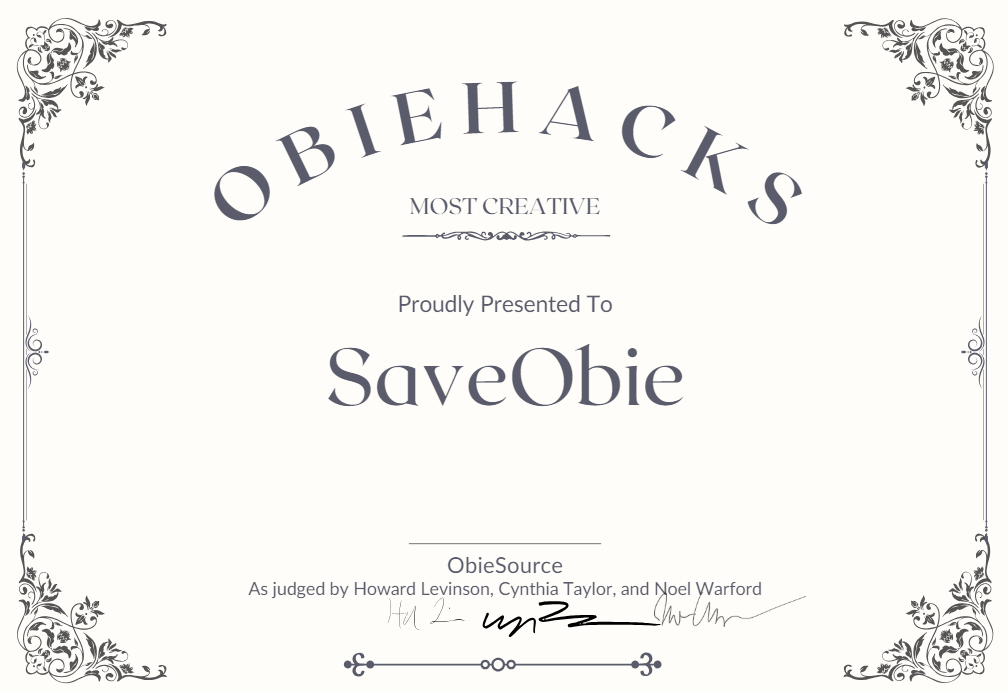 OBIEHACKS
MOST CREATIVE
Proudly Presented To
SaveObie
ObieSource
As judged by Howard Levinson, Cynthia Taylor, and Noel Warford